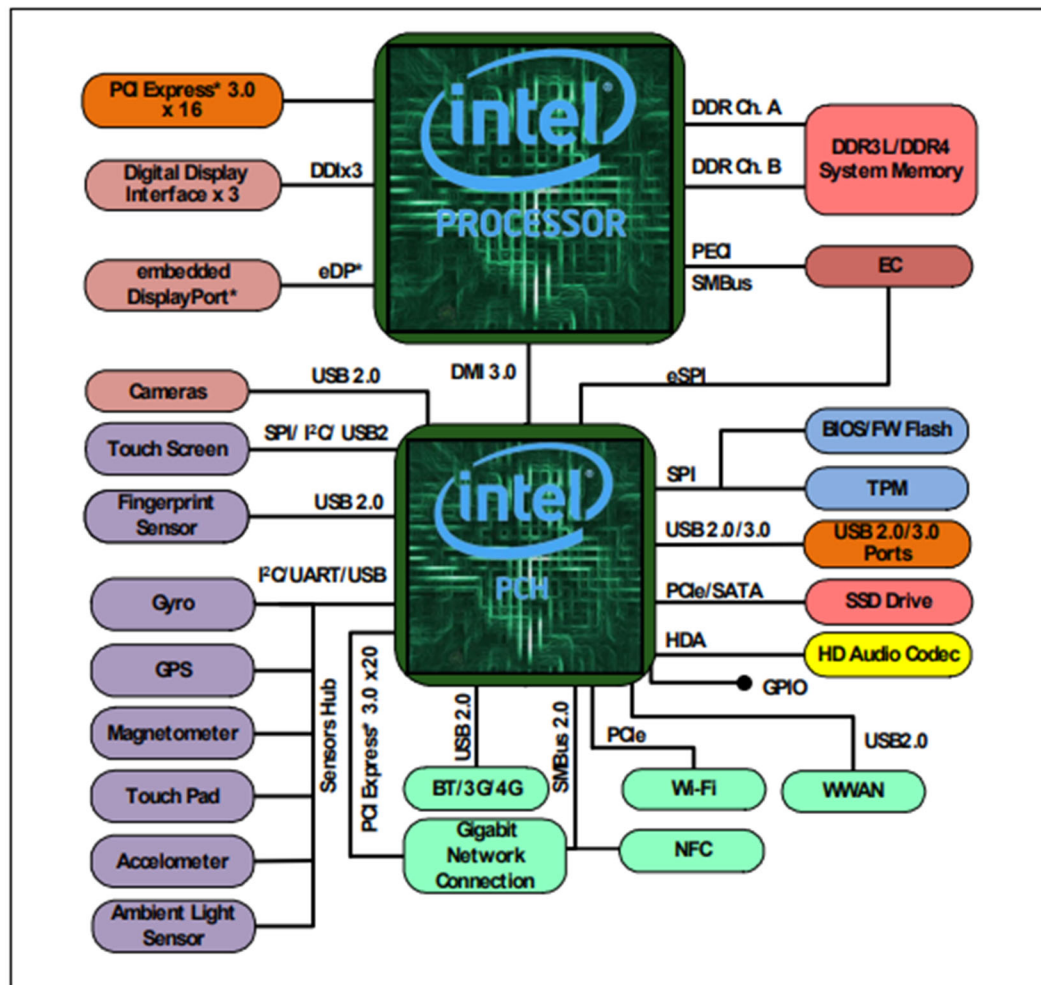 intel®
PROCESSOR
PCI Express* 3.0
x 16
Digital Display
Interface x 3
DDIx3
embedded
DisplayPort*
eDP*
DDR Ch. A
DDR Ch. B
DDR3L/DDR4
System Memory
PECI
SMBus
EC
DMI 3.0
eSPI
Cameras
USB 2.0
Touch Screen
SPI/ I²C/ USB2
Fingerprint
Sensor
USB 2.0
intel®
PCH
SPI
BIOS/FW Flash
TPM
USB 2.0/3.0
USB 2.0/3.0
Ports
PCIe/SATA
SSD Drive
HDA
HD Audio Codec
GPIO
I²C/UART/USB
Gyro
GPS
Magnetometer
Touch Pad
Accelometer
Ambient Light
Sensor
Sensors Hub
PCI Express* 3.0 x20
USB 2.0
SMBus 2.0
PCIe
USB2.0
BT/3G/4G
Wi-Fi
WWAN
Gigabit
Network
Connection
NFC